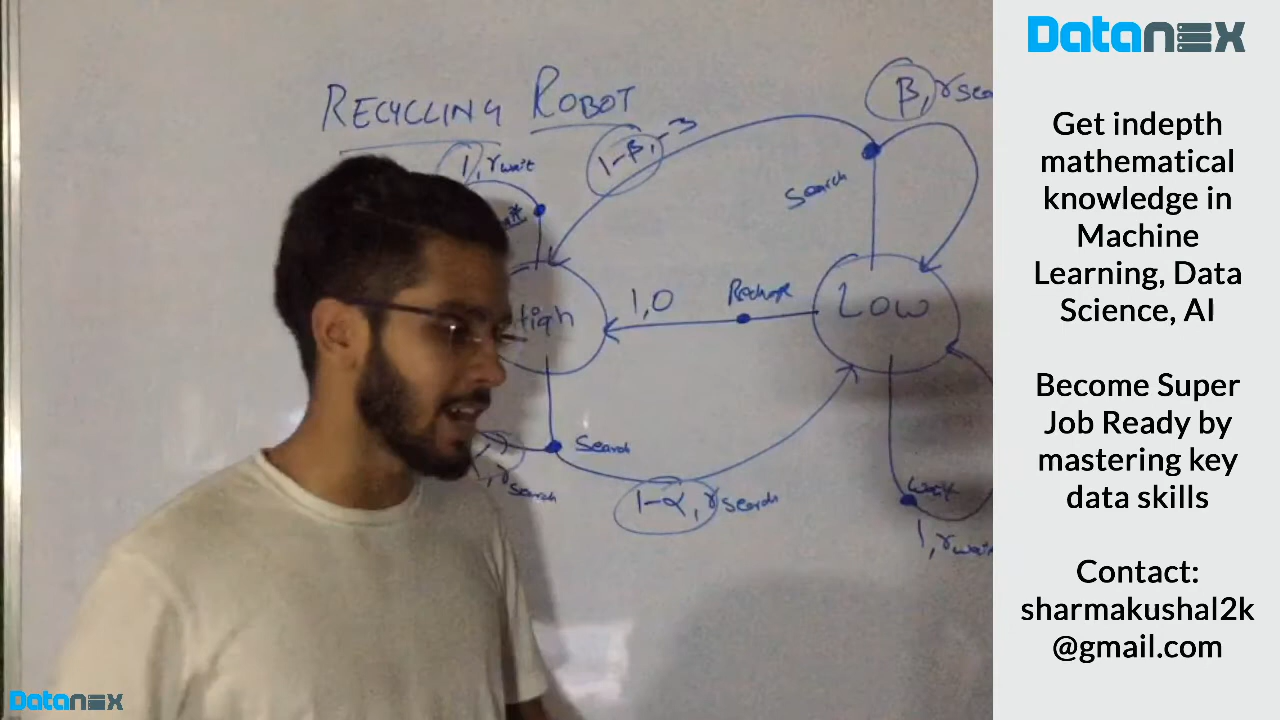 RECYCLING ROBOT
1, rwait
1-β, -3
β, rsea
Search
1,0
Recharge
High
Low
Search
, rsearch
1-α, rsearch
wait
1, rwait
Datanex
Get indepth
mathematical
knowledge in
Machine
Learning, Data
Science, AI
Become Super
Job Ready by
mastering key
data skills
Contact:
sharmakushal2k
@gmail.com
Datanex